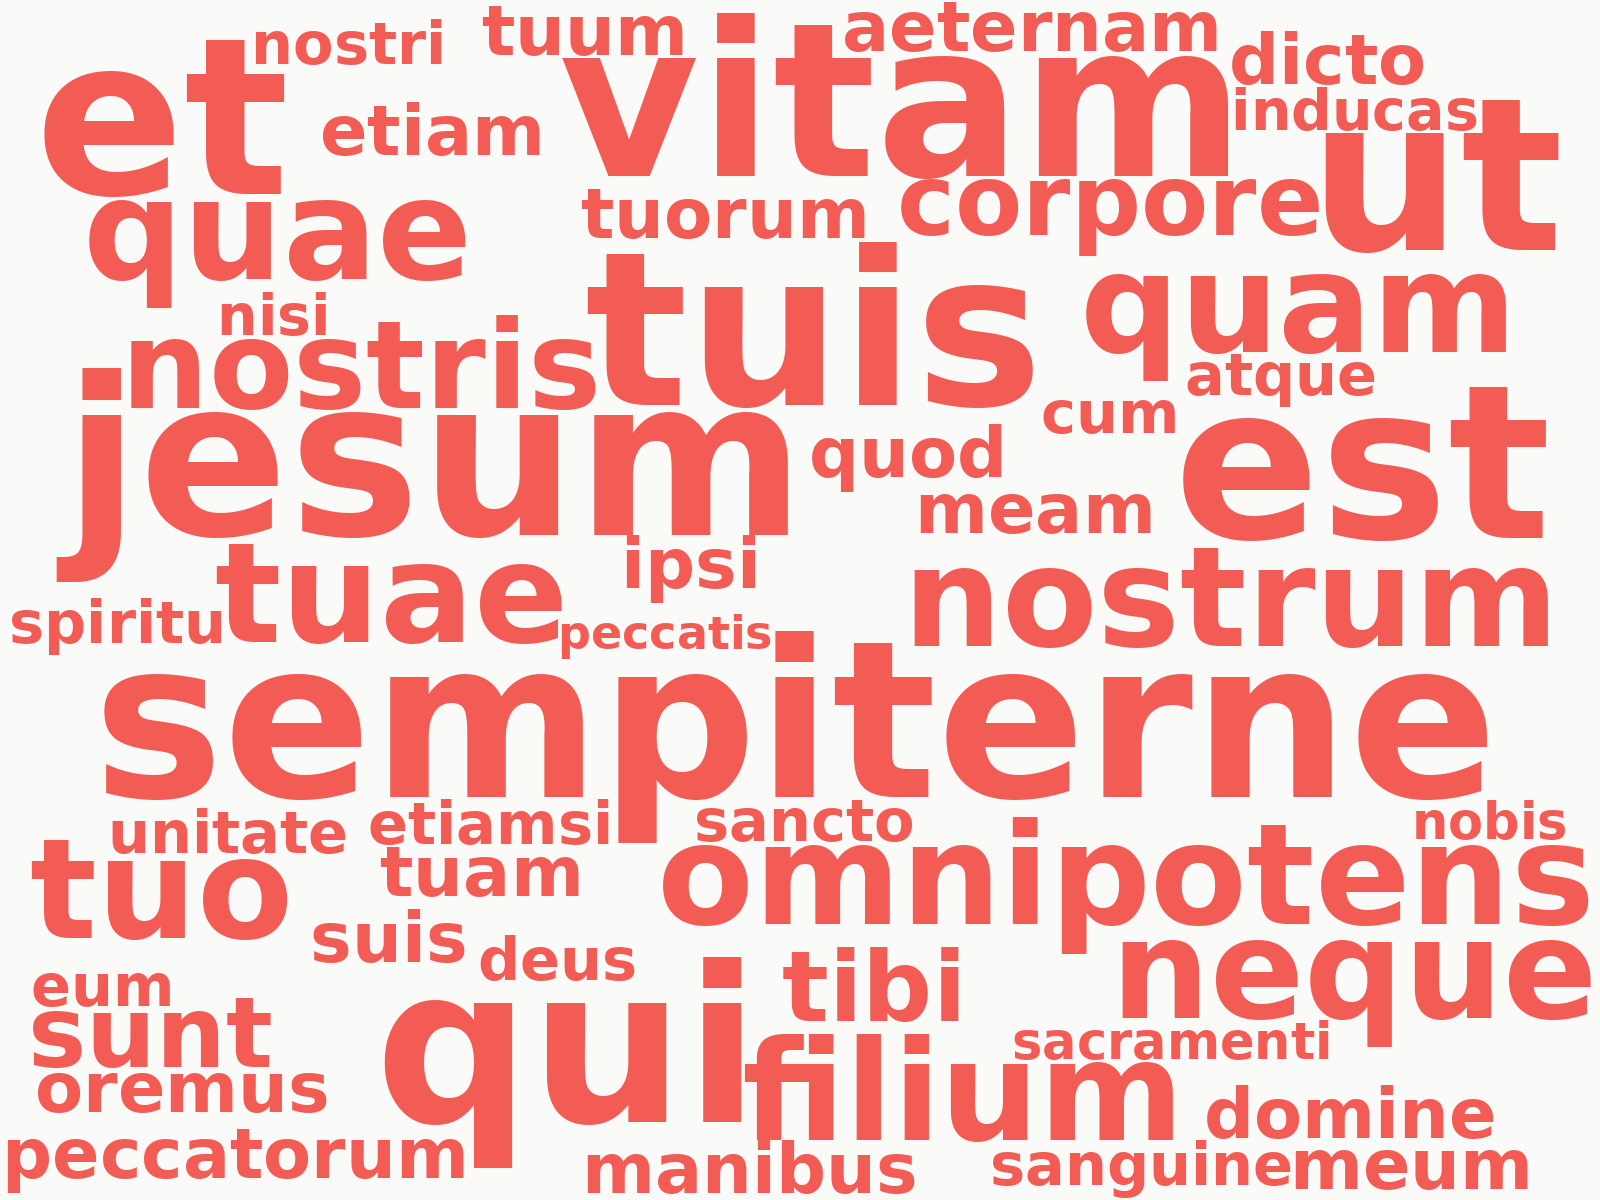 nostri
tuum
aeternam
dicto
et
vitam
inducas
etiam
ut
quae
tuorum
corpore
nisi
tuis
quam
nostris
atque
jesum
cum
est
quod
meam
tuae
ipsi
nostrum
spiritu
peccatis
sempiterne
unitate
etiamsi
sancto
nobis
tuo
tuam
omnipotens
suis
deus
tibi
neque
eum
sunt
qui
sacramenti
oremus
filium
domine
peccatorum
manibus
sanguine
meum